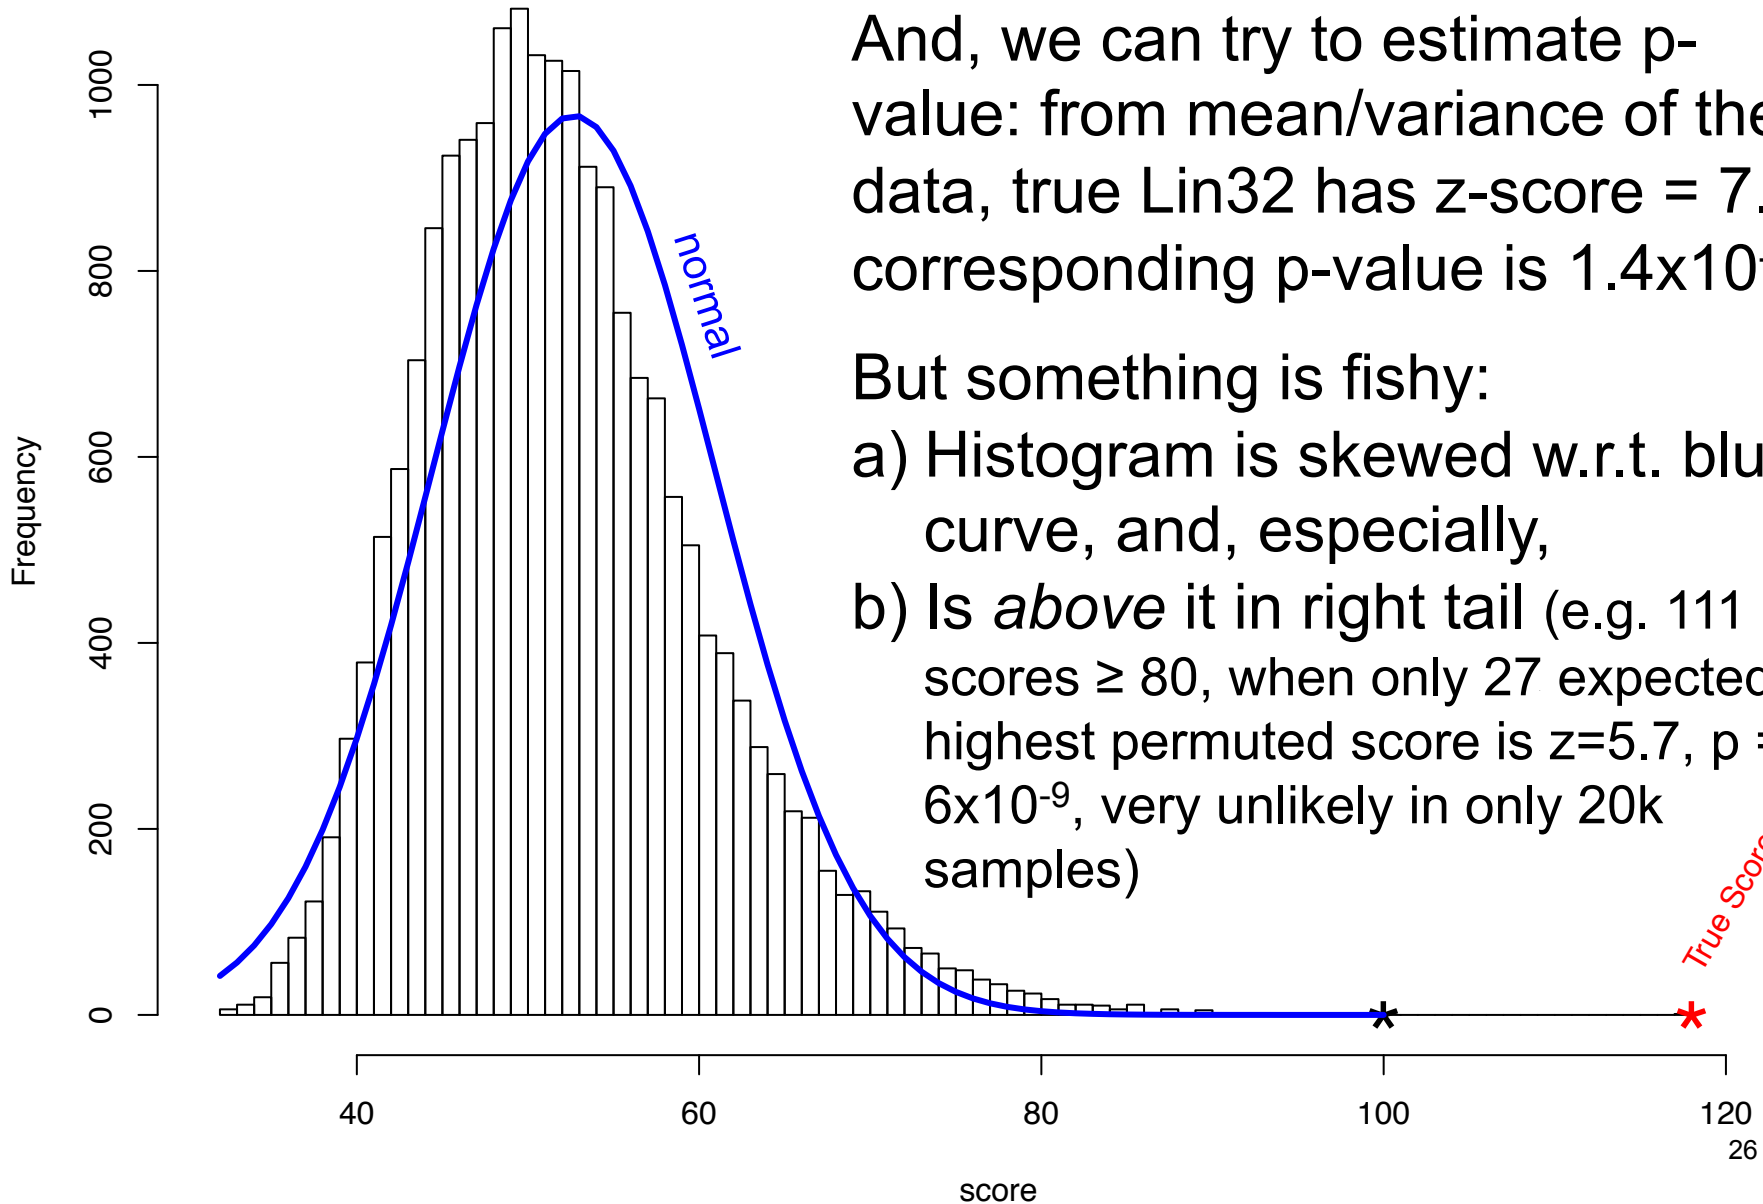 And, we can try to estimate p-
value: from mean/variance of the
data, true Lin32 has z-score = 7.
corresponding p-value is 1.4x10
But something is fishy:
a) Histogram is skewed w.r.t. blu
curve, and, especially,
b) Is above it in right tail (e.g. 111
scores ≥ 80, when only 27 expected
highest permuted score is z=5.7, p =
6x10⁻⁹, very unlikely in only 20k
samples)
normal
True Score
*
*
Frequency
0
200
400
600
800
1000
40
60
80
100
120
score
26